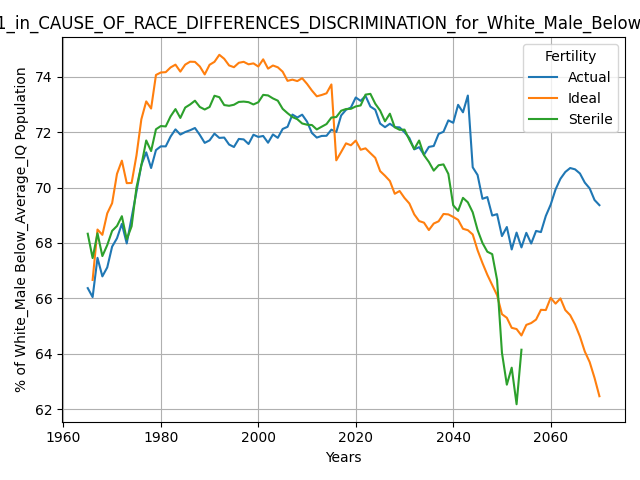 1_in_CAUSE_OF_RACE_DIFFERENCES_DISCRIMINATION_for_White_Male_Below
% of White_Male Below_Average_IQ Population
74
72
70
68
66
64
62
Fertility
Actual
Ideal
Sterile
1960
1980
2000
2020
2040
2060
Years